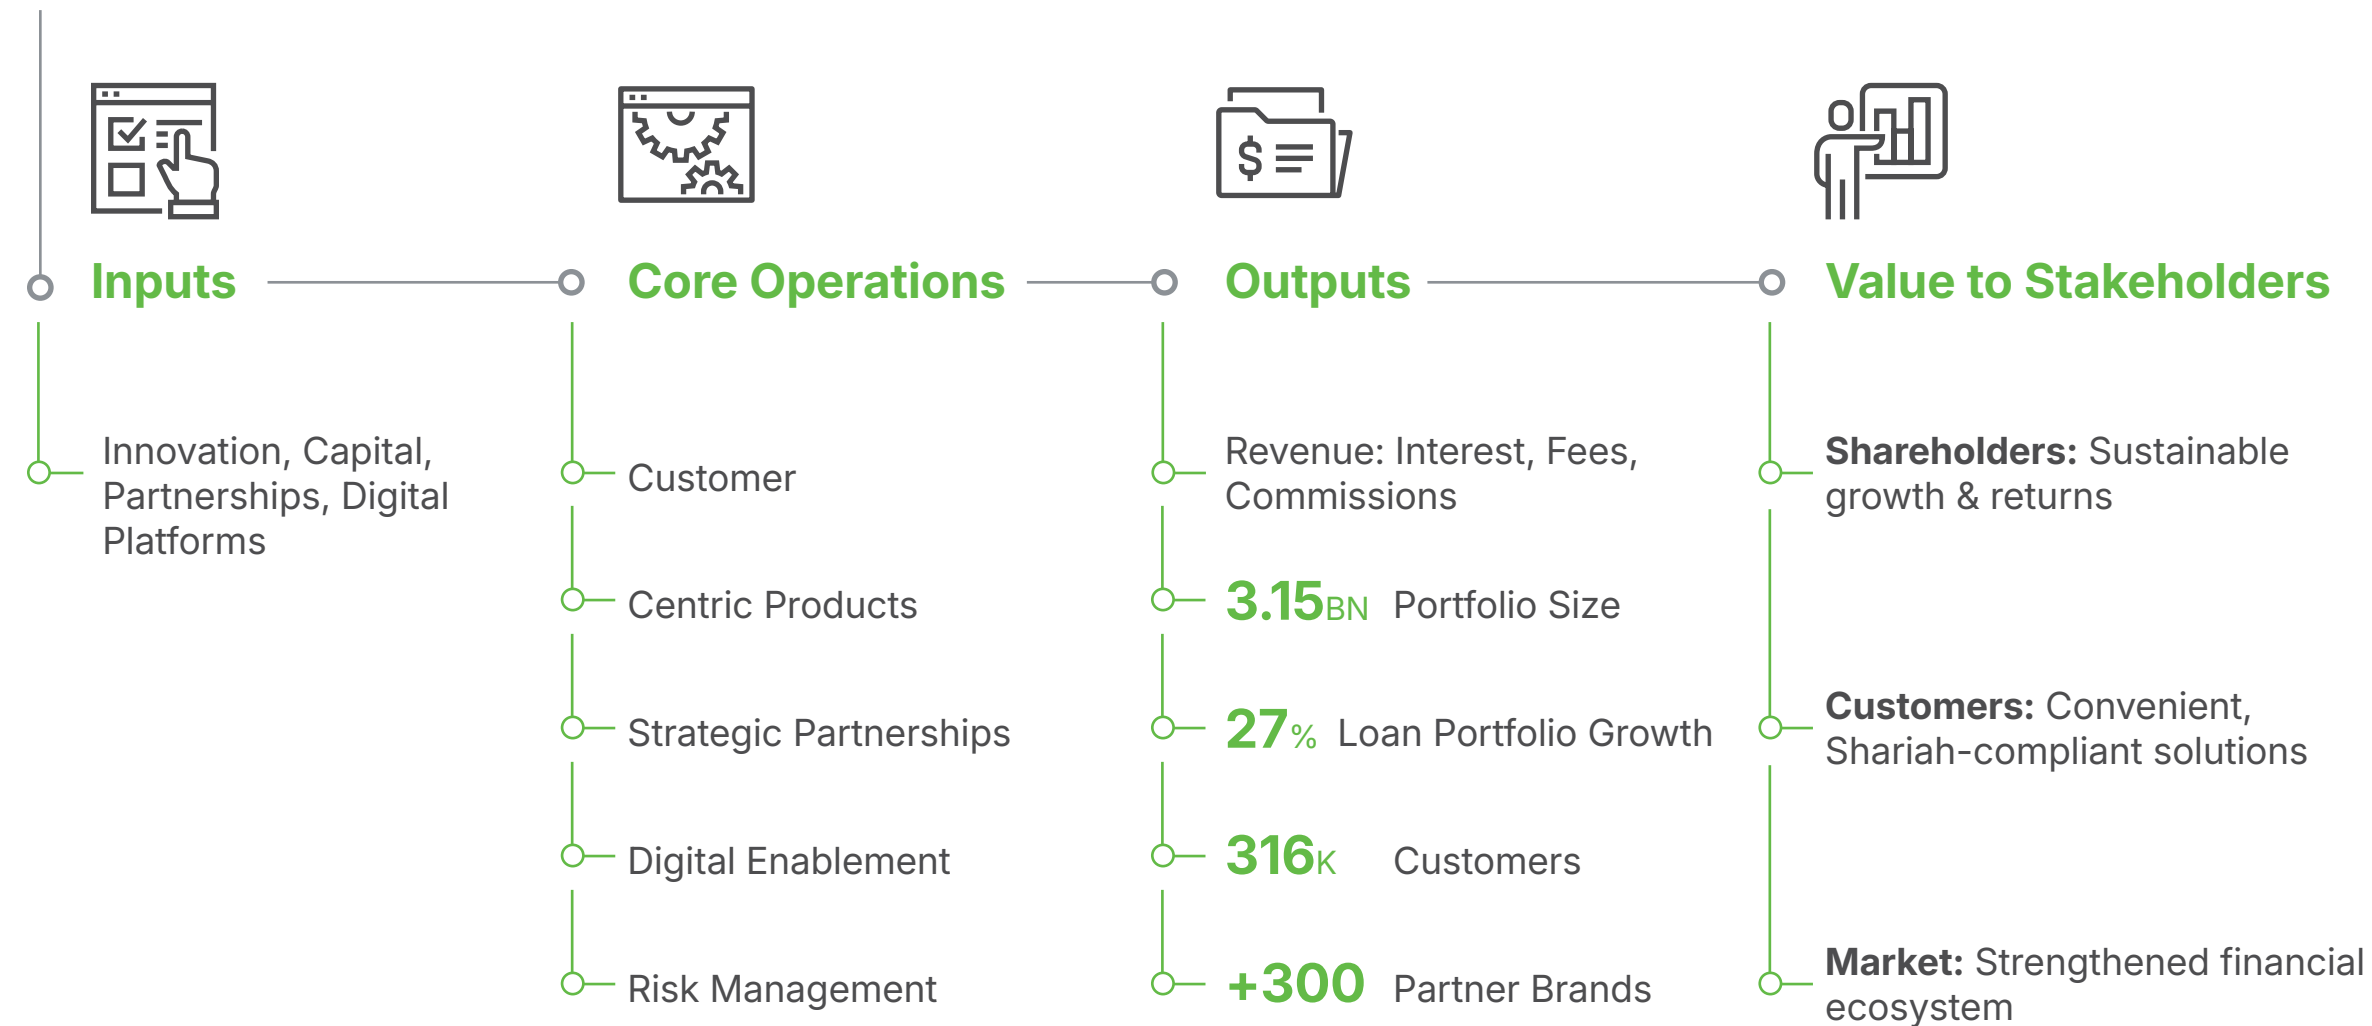 Inputs
Innovation, Capital,
Partnerships, Digital
Platforms
Core Operations
Customer
Centric Products
Strategic Partnerships
Digital Enablement
Risk Management
Outputs
$
Revenue: Interest, Fees,
Commissions
3.15BN Portfolio Size
27% Loan Portfolio Growth
316K Customers
+300 Partner Brands
Value to Stakeholders
Shareholders: Sustainable
growth & returns
Customers: Convenient,
Shariah-compliant solutions
Market: Strengthened financial
ecosystem